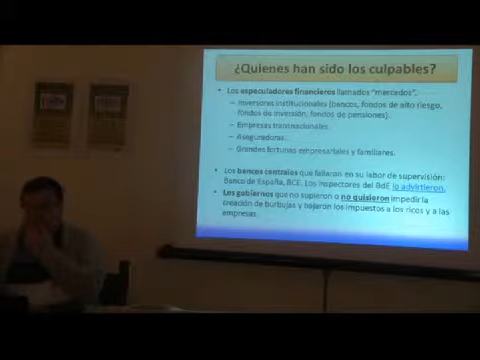 ¿Quienes han sido los culpables?
• Los especuladores financieros llamados "mercados".
– Inversores institucionales (bancos, fondos de alto riesgo,
fondos de inversión, fondos de pensiones).
– Empresas transnacionales.
– Aseguradoras.
– Grandes fortunas empresariales y familiares.
• Los bancos centrales que fallaron en su labor de supervisión:
Banco de España, BCE. Los inspectores del BdE lo advirtieron.
• Los gobiernos que no supieron o no quisieron impedir la
creación de burbujas y bajaron los impuestos a los ricos y a las
empresas.